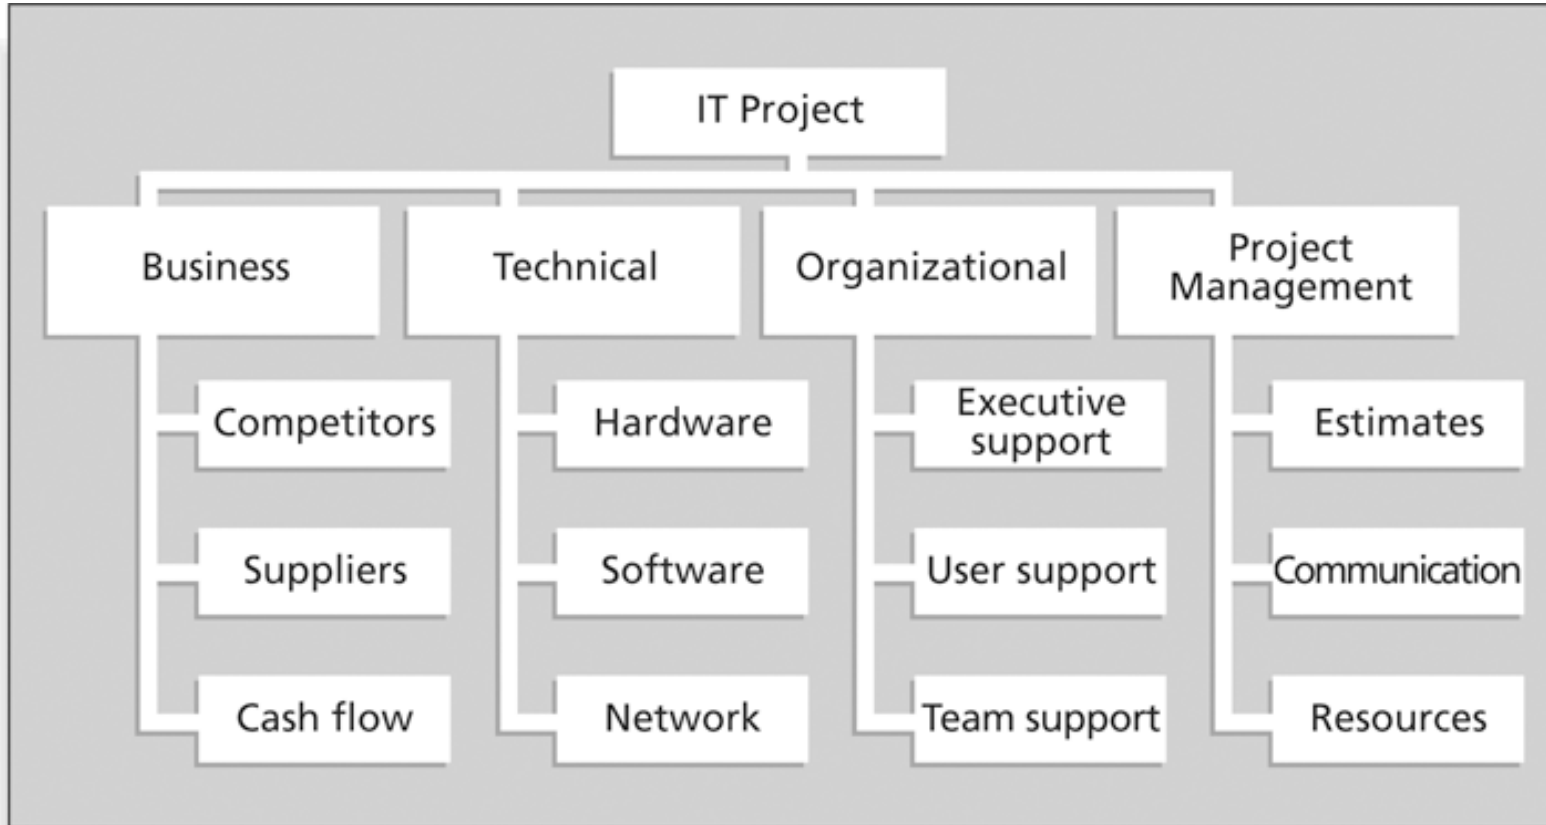 IT Project
Business
Technical
Organizational
Project
Management
Competitors
Hardware
Executive
support
Estimates
Suppliers
Software
User support
Communication
Cash flow
Network
Team support
Resources